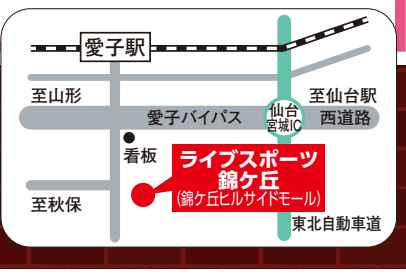 愛子駅
至山形
愛子バイパス
仙台
宮城IC
至仙台駅
西道路
看板
ライブスポーツ
錦ケ丘
(錦ケ丘ヒルサイドモール)
至秋保
東北自動車道